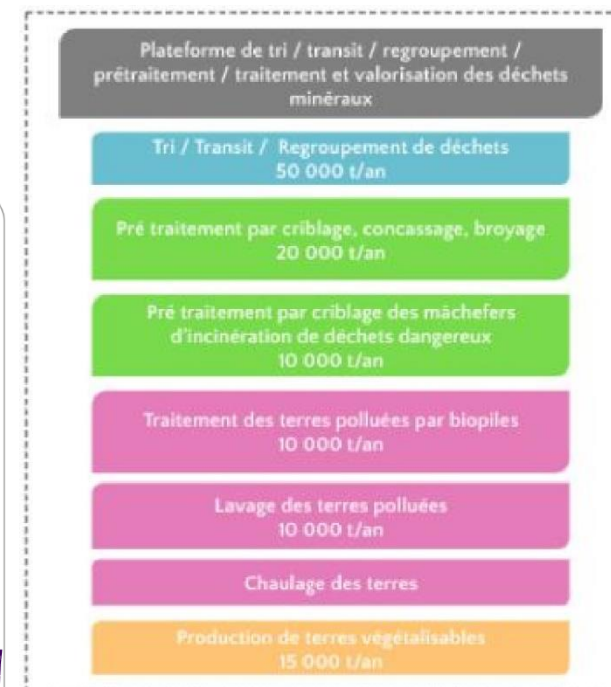 Plateforme de tri / transit / regroupement /
prétraitement / traitement et valorisation des déchets
minéraux
Tri / Transit / Regroupement de déchets
50 000 t/an
Pré traitement par criblage, concassage, broyage
20 000 t/an
Pré traitement par criblage des mâchefers
d'incinération de déchets dangereux
10 000 t/an
Traitement des terres polluées par biopiles
10 000 t/an
Lavage des terres polluées
10 000 t/an
Chaulage des terres
Production de terres végétalisables
15 000 t/an